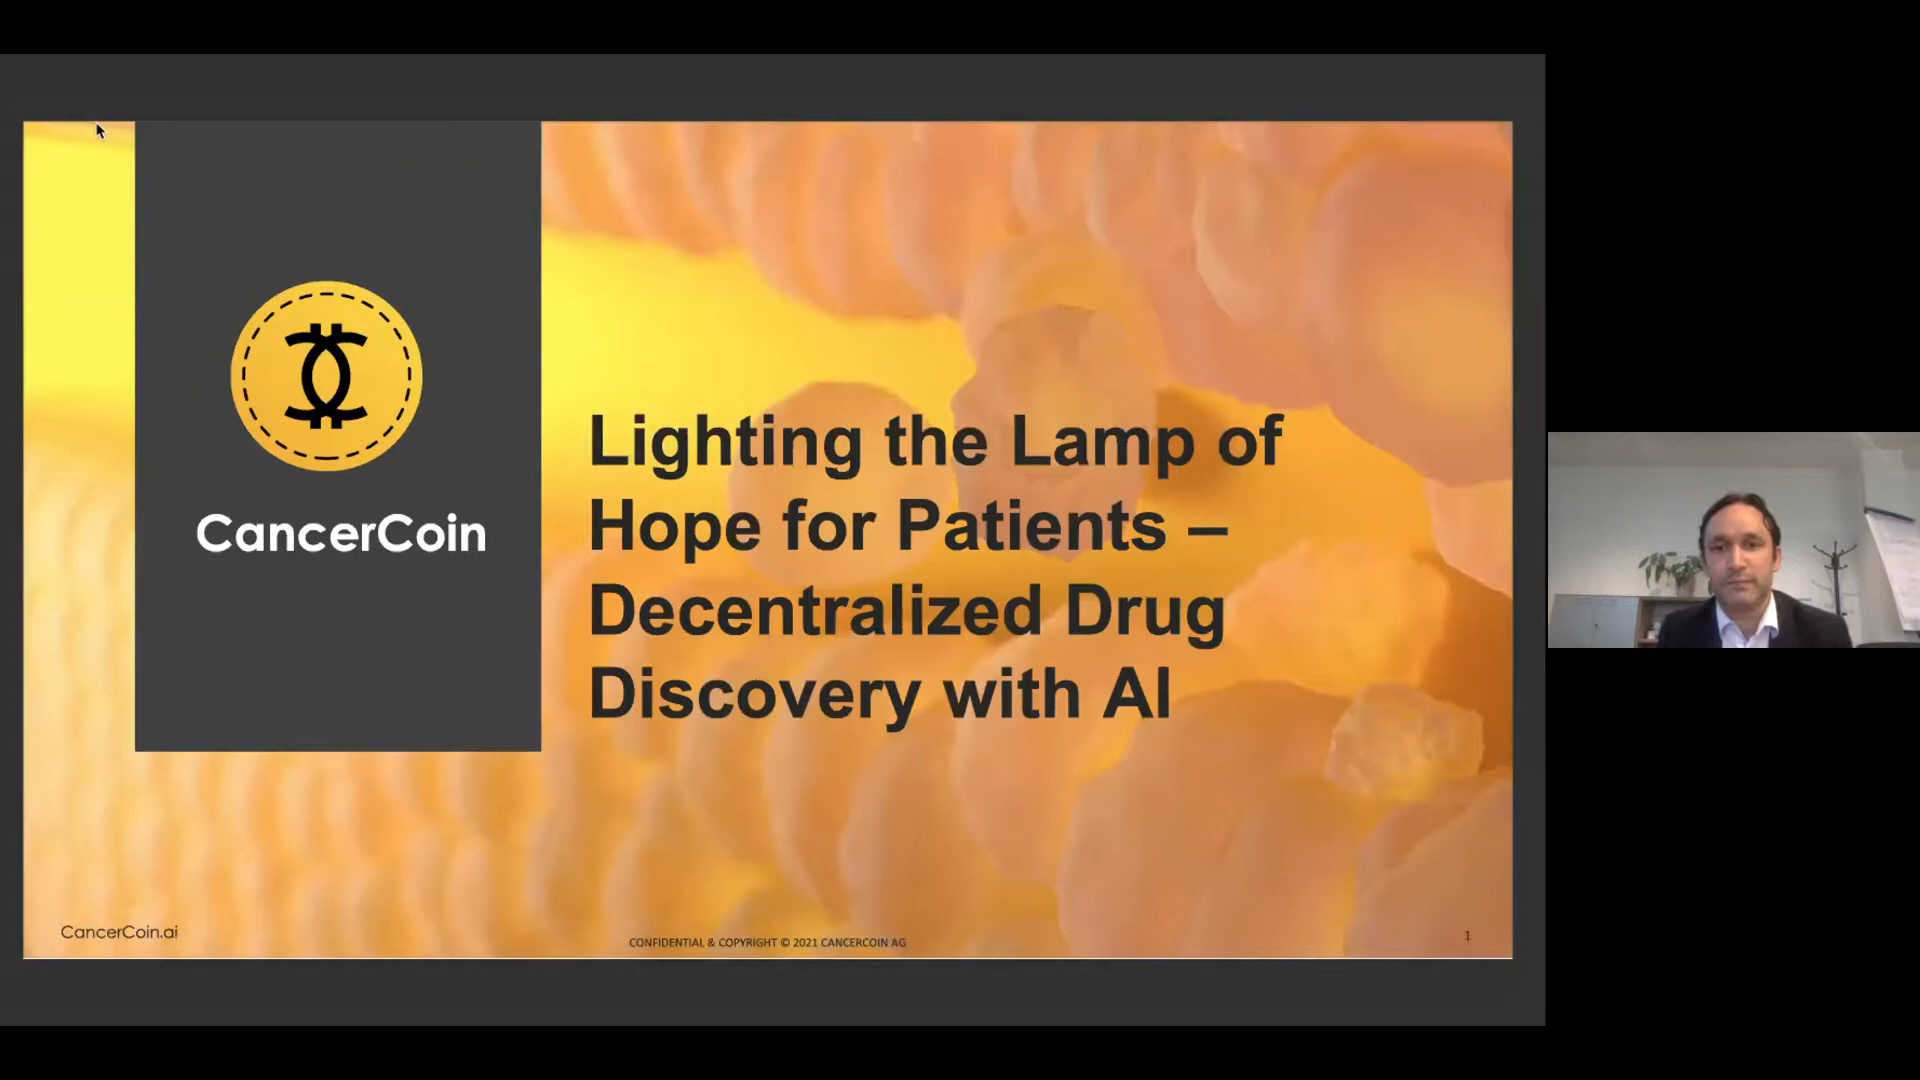 CancerCoin
Lighting the Lamp of
Hope for Patients –
Decentralized Drug
Discovery with AI
CancerCoin.ai
CONFIDENTIAL & COPYRIGHT © 2021 CANCERCOIN AG
1